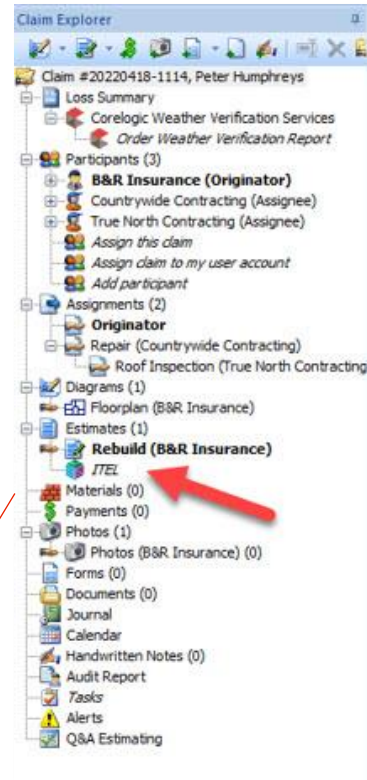 Claim Explorer
Claim #20220418-1114, Peter Humphreys
Loss Summary
Corelogic Weather Verification Services
Order Weather Verification Report
Participants (3)
B&R Insurance (Originator)
Countrywide Contracting (Assignee)
True North Contracting (Assignee)
Assign this claim
Assign claim to my user account
Add participant
Assignments (2)
Originator
Repair (Countrywide Contracting)
Roof Inspection (True North Contracting
Diagrams (1)
Floorplan (B&R Insurance)
Estimates (1)
Rebuild (B&R Insurance)
ITEL
Materials (0)
Payments (0)
Photos (1)
Photos (B&R Insurance) (0)
Forms (0)
Documents (0)
Journal
Calendar
Handwritten Notes (0)
Audit Report
Tasks
Alerts
Q&A Estimating